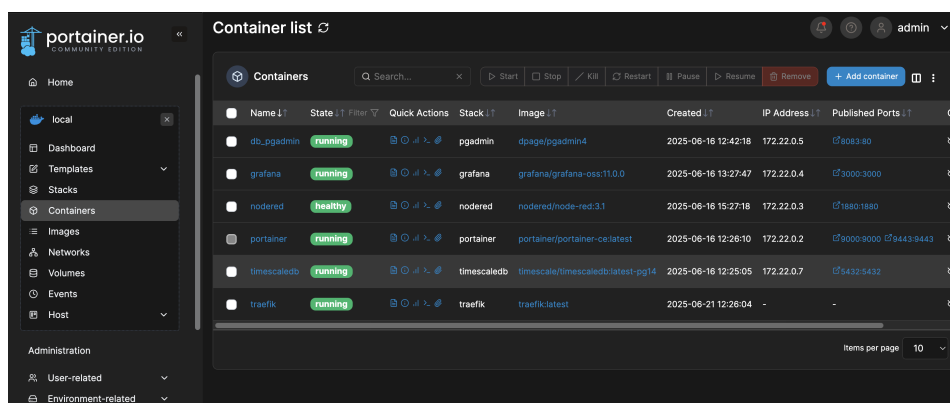 portainer.io
COMMUNITY EDITION
«
Container list
admin
Home
local
×
Dashboard
Templates
Stacks
Containers
Images
Networks
Volumes
Events
Host
Administration
User-related
Environment-related
Containers
Search...
×
Start
Stop
Kill
Restart
Pause
Resume
Remove
+ Add container
Name State Filter Quick Actions Stack Image Created IP Address Published Ports
db_pgadmin running pgadmin dpage/pgadmin4 2025-06-16 12:42:18 172.22.0.5 8083:80
grafana running grafana grafana/grafana-oss:11.0.0 2025-06-16 13:27:47 172.22.0.4 3000:3000
nodered healthy nodered nodered/node-red:3.1 2025-06-16 15:27:18 172.22.0.3 1880:1880
portainer running portainer portainer/portainer-ce:latest 2025-06-16 12:26:10 172.22.0.2 9000:9000 9443:9443
timescaledb running timescaledb timescale/timescaledb:latest-pg14 2025-06-16 12:25:05 172.22.0.7 5432:5432
traefik running traefik traefik:latest 2025-06-21 12:26:04 - -
Items per page 10